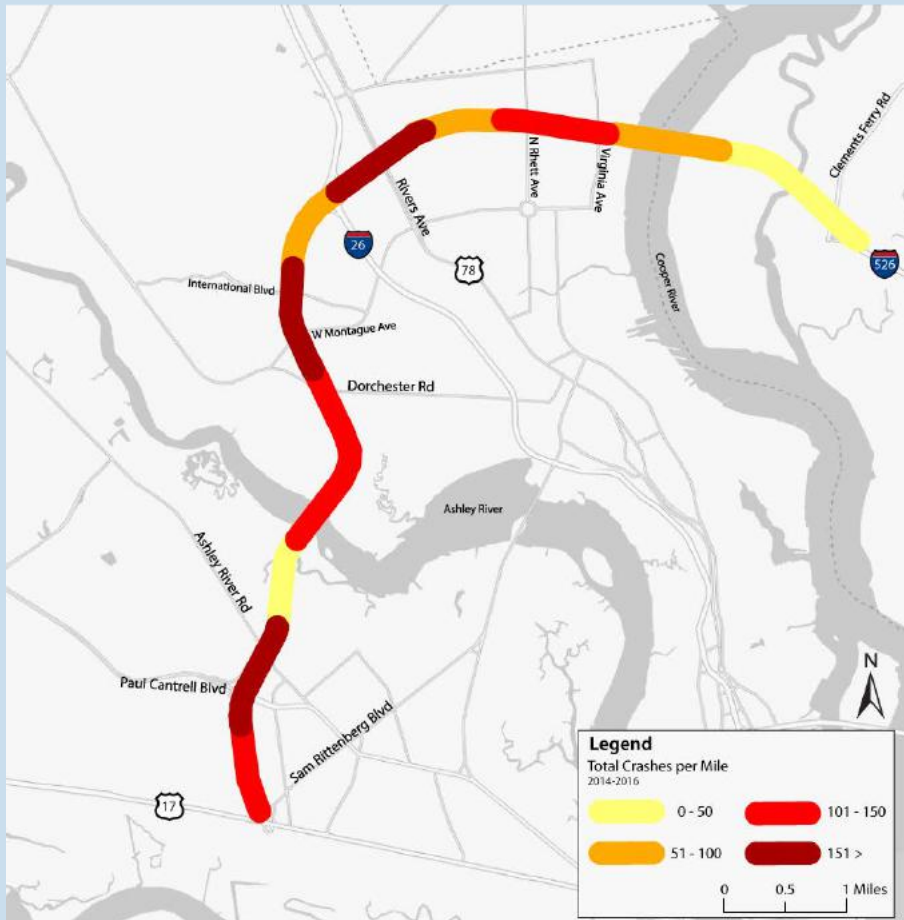 Clements Ferry Rd
N Rhett Ave
Virginia Ave
Rivers Ave
26
78
526
Cooper River
International Blvd
W Montague Ave
Dorchester Rd
Ashley River
Ashley River Rd
Paul Cantrell Blvd
Sam Rittenberg Blvd
17
N
Legend
Total Crashes per Mile
2014-2016
0 - 50
101 - 150
51 - 100
151 >
0 0.5 1 Miles